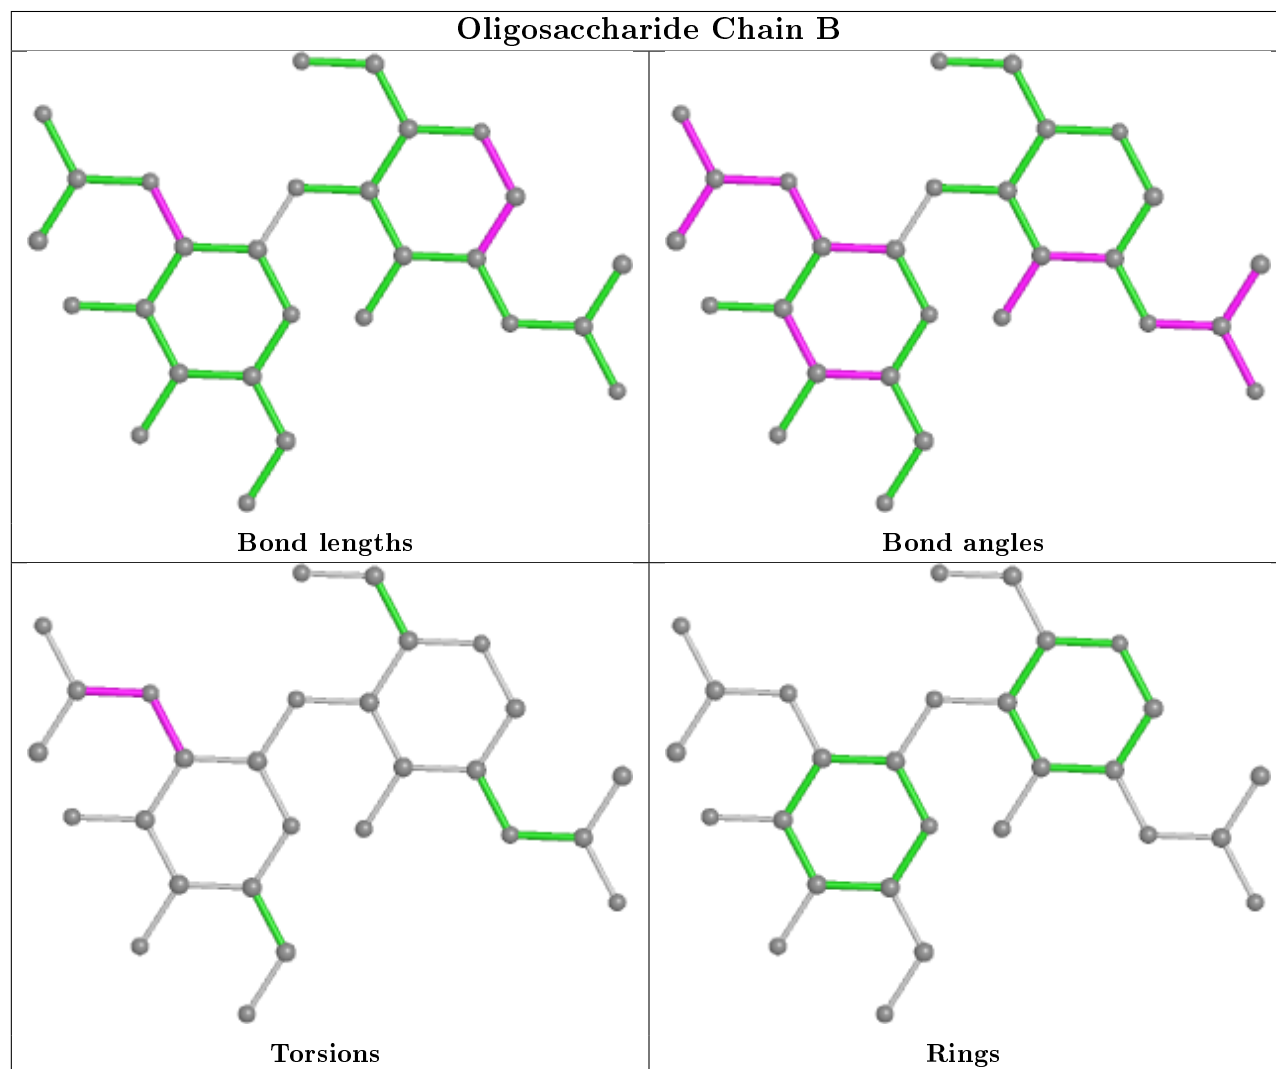 Oligosaccharide Chain B
Bond lengths
Bond angles
Torsions
Rings